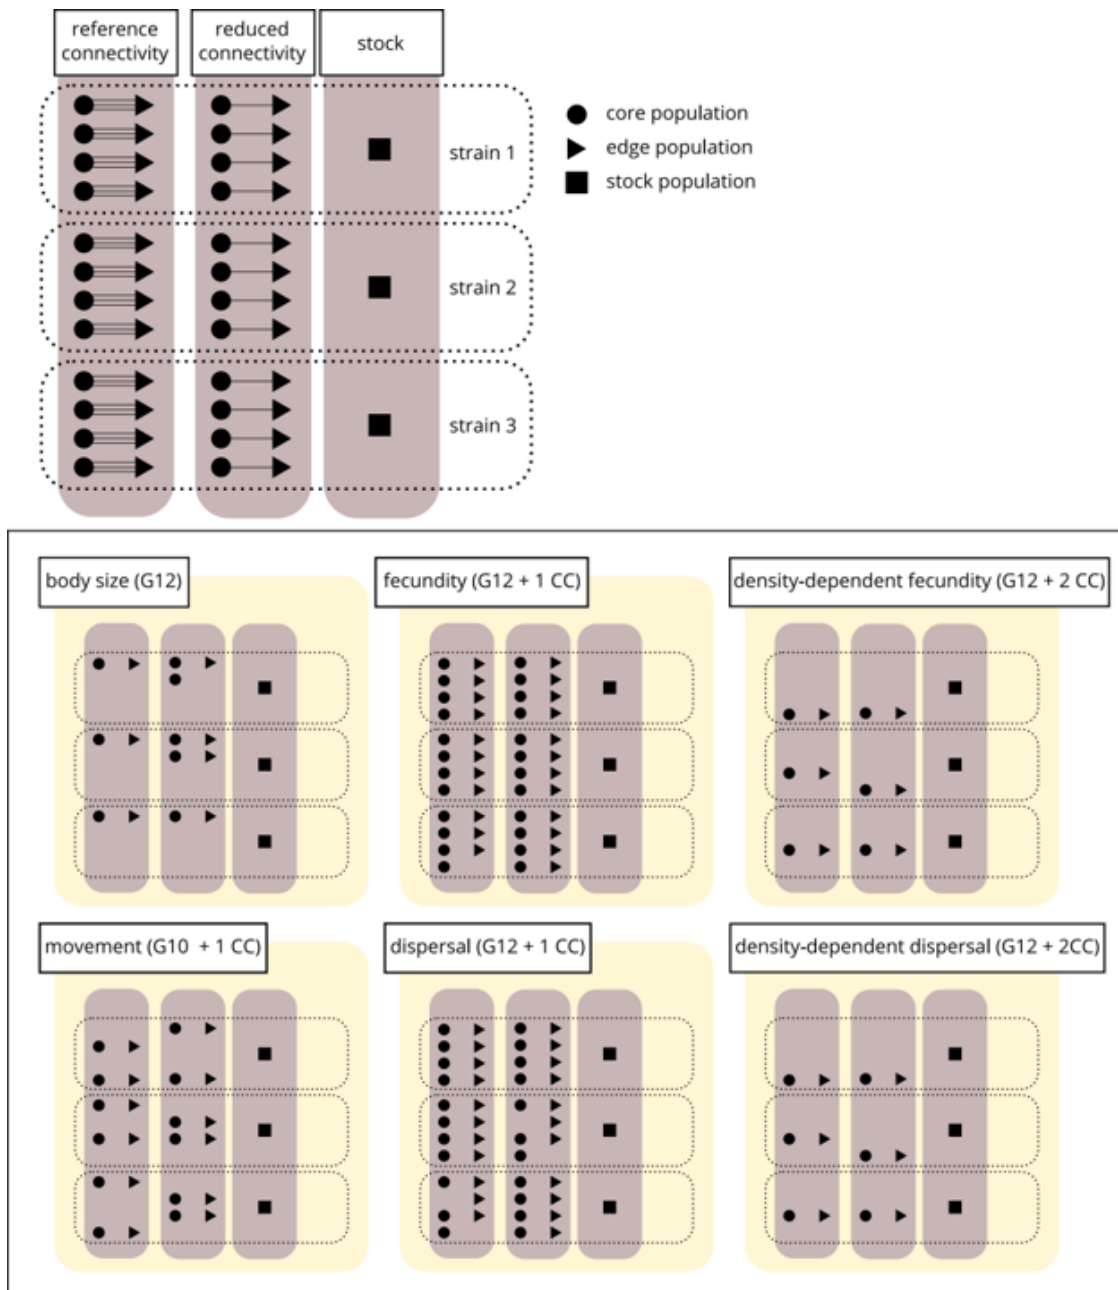 reference
connectivity
reduced
connectivity
stock
strain 1
strain 2
strain 3
core population
edge population
stock population
body size (G12)
fecundity (G12 + 1 CC)
density-dependent fecundity (G12 + 2 CC)
movement (G10 + 1 CC)
dispersal (G12 + 1 CC)
density-dependent dispersal (G12 + 2CC)